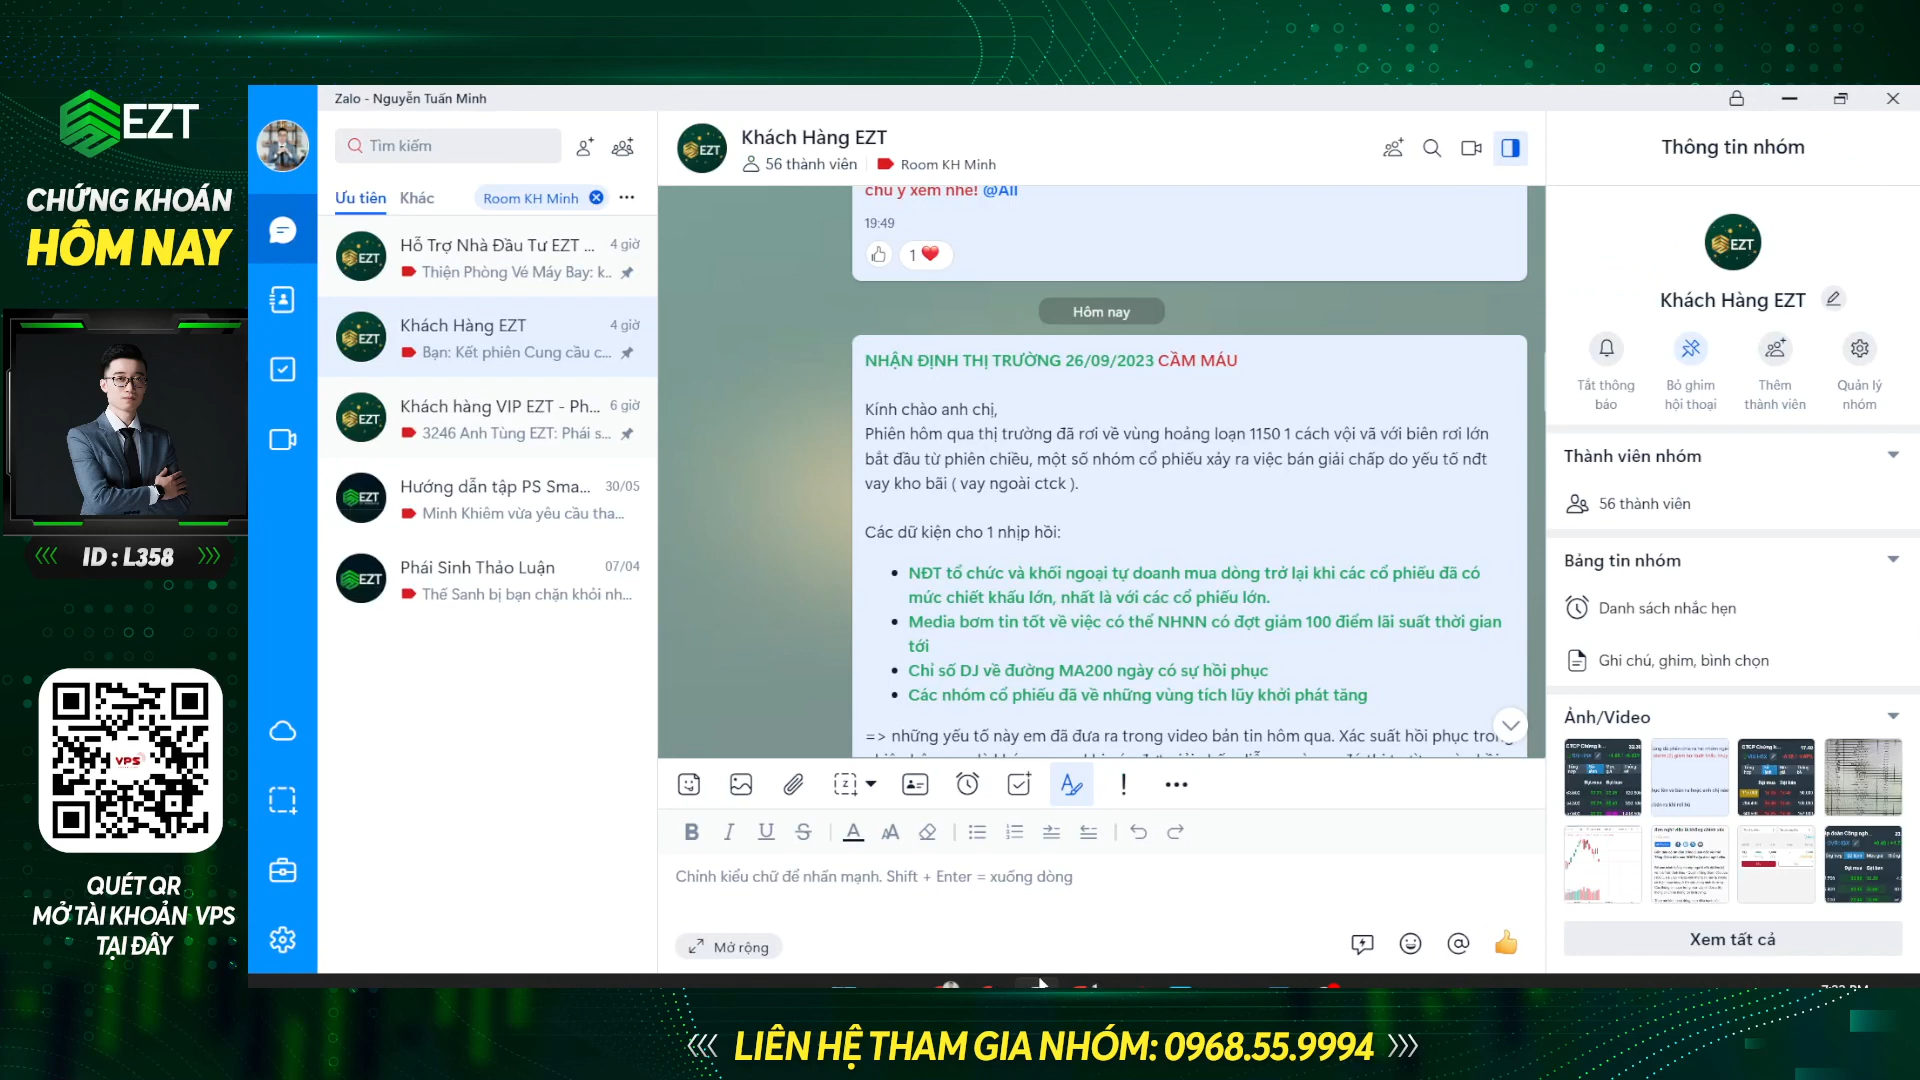 EZT
CHỨNG KHOÁN
HÔM NAY
ID : L358
VPS
QUÉT QR
MỞ TÀI KHOẢN VPS
TẠI ĐÂY
Zalo - Nguyễn Tuấn Minh
Tìm kiếm
Ưu tiên
Khác
Room KH Minh
Hỗ Trợ Nhà Đầu Tư EZT ...
4 giờ
Thiện Phòng Vé Máy Bay: k..
Khách Hàng EZT
4 giờ
Bạn: Kết phiên Cung cầu c...
Khách hàng VIP EZT - Ph...
6 giờ
3246 Anh Tùng EZT: Phái s...
Hướng dẫn tập PS Sma...
30/05
Minh Khiêm vừa yêu cầu tha...
Phái Sinh Thảo Luận
07/04
Thế Sanh bị bạn chặn khỏi nh...
EZT
Khách Hàng EZT
56 thành viên
Room KH Minh
chú ý xem nhé! @All
19:49
1
Hôm nay
NHẬN ĐỊNH THỊ TRƯỜNG 26/09/2023 CẦM MÁU
Kính chào anh chị,
Phiên hôm qua thị trường đã rơi về vùng hoảng loạn 1150 1 cách vội vã với biên rơi lớn
bắt đầu từ phiên chiều, một số nhóm cổ phiếu xảy ra việc bán giải chấp do yếu tố nđt
vay kho bãi ( vay ngoài ctck ).
Các dữ kiện cho 1 nhịp hồi:
NĐT tổ chức và khối ngoại tự doanh mua dòng trở lại khi các cổ phiếu đã có
mức chiết khấu lớn, nhất là với các cổ phiếu lớn.
Media bơm tin tốt về việc có thể NHNN có đợt giảm 100 điểm lãi suất thời gian
tới
Chỉ số DJ về đường MA200 ngày có sự hồi phục
Các nhóm cổ phiếu đã về những vùng tích lũy khởi phát tăng
=> những yếu tố này em đã đưa ra trong video bản tin hôm qua. Xác suất hồi phục trong
Chỉnh kiểu chữ để nhấn mạnh. Shift + Enter = xuống dòng
Mở rộng
Thông tin nhóm
EZT
Khách Hàng EZT
Tắt thông
báo
Bỏ ghim
hội thoại
Thêm
thành viên
Quản lý
nhóm
Thành viên nhóm
56 thành viên
Bảng tin nhóm
Danh sách nhắc hẹn
Ghi chú, ghim, bình chọn
Ảnh/Video
Xem tất cả
LIÊN HỆ THAM GIA NHÓM: 0968.55.9994